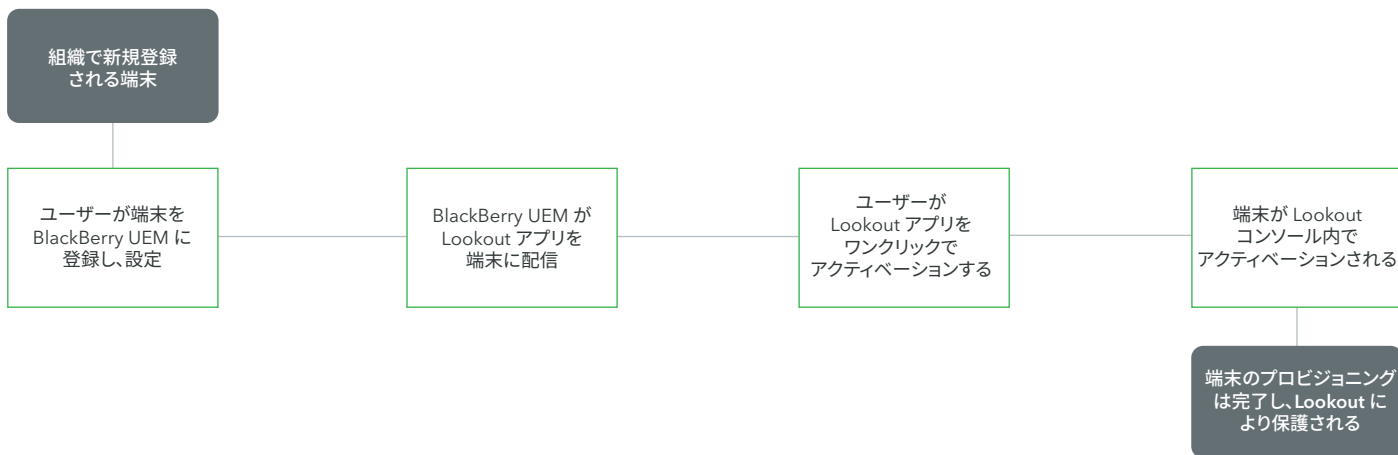 組織で新規登録
される端末
ユーザーが端末を
BlackBerry UEM に
登録し、設定
BlackBerry UEM が
Lookout アプリを
端末に配信
ユーザーが
Lookout アプリを
ワンクリックで
アクティベーションする
端末が Lookout
コンソール内で
アクティベーションされる
端末のプロビジョニング
は完了し、Lookout に
より保護される